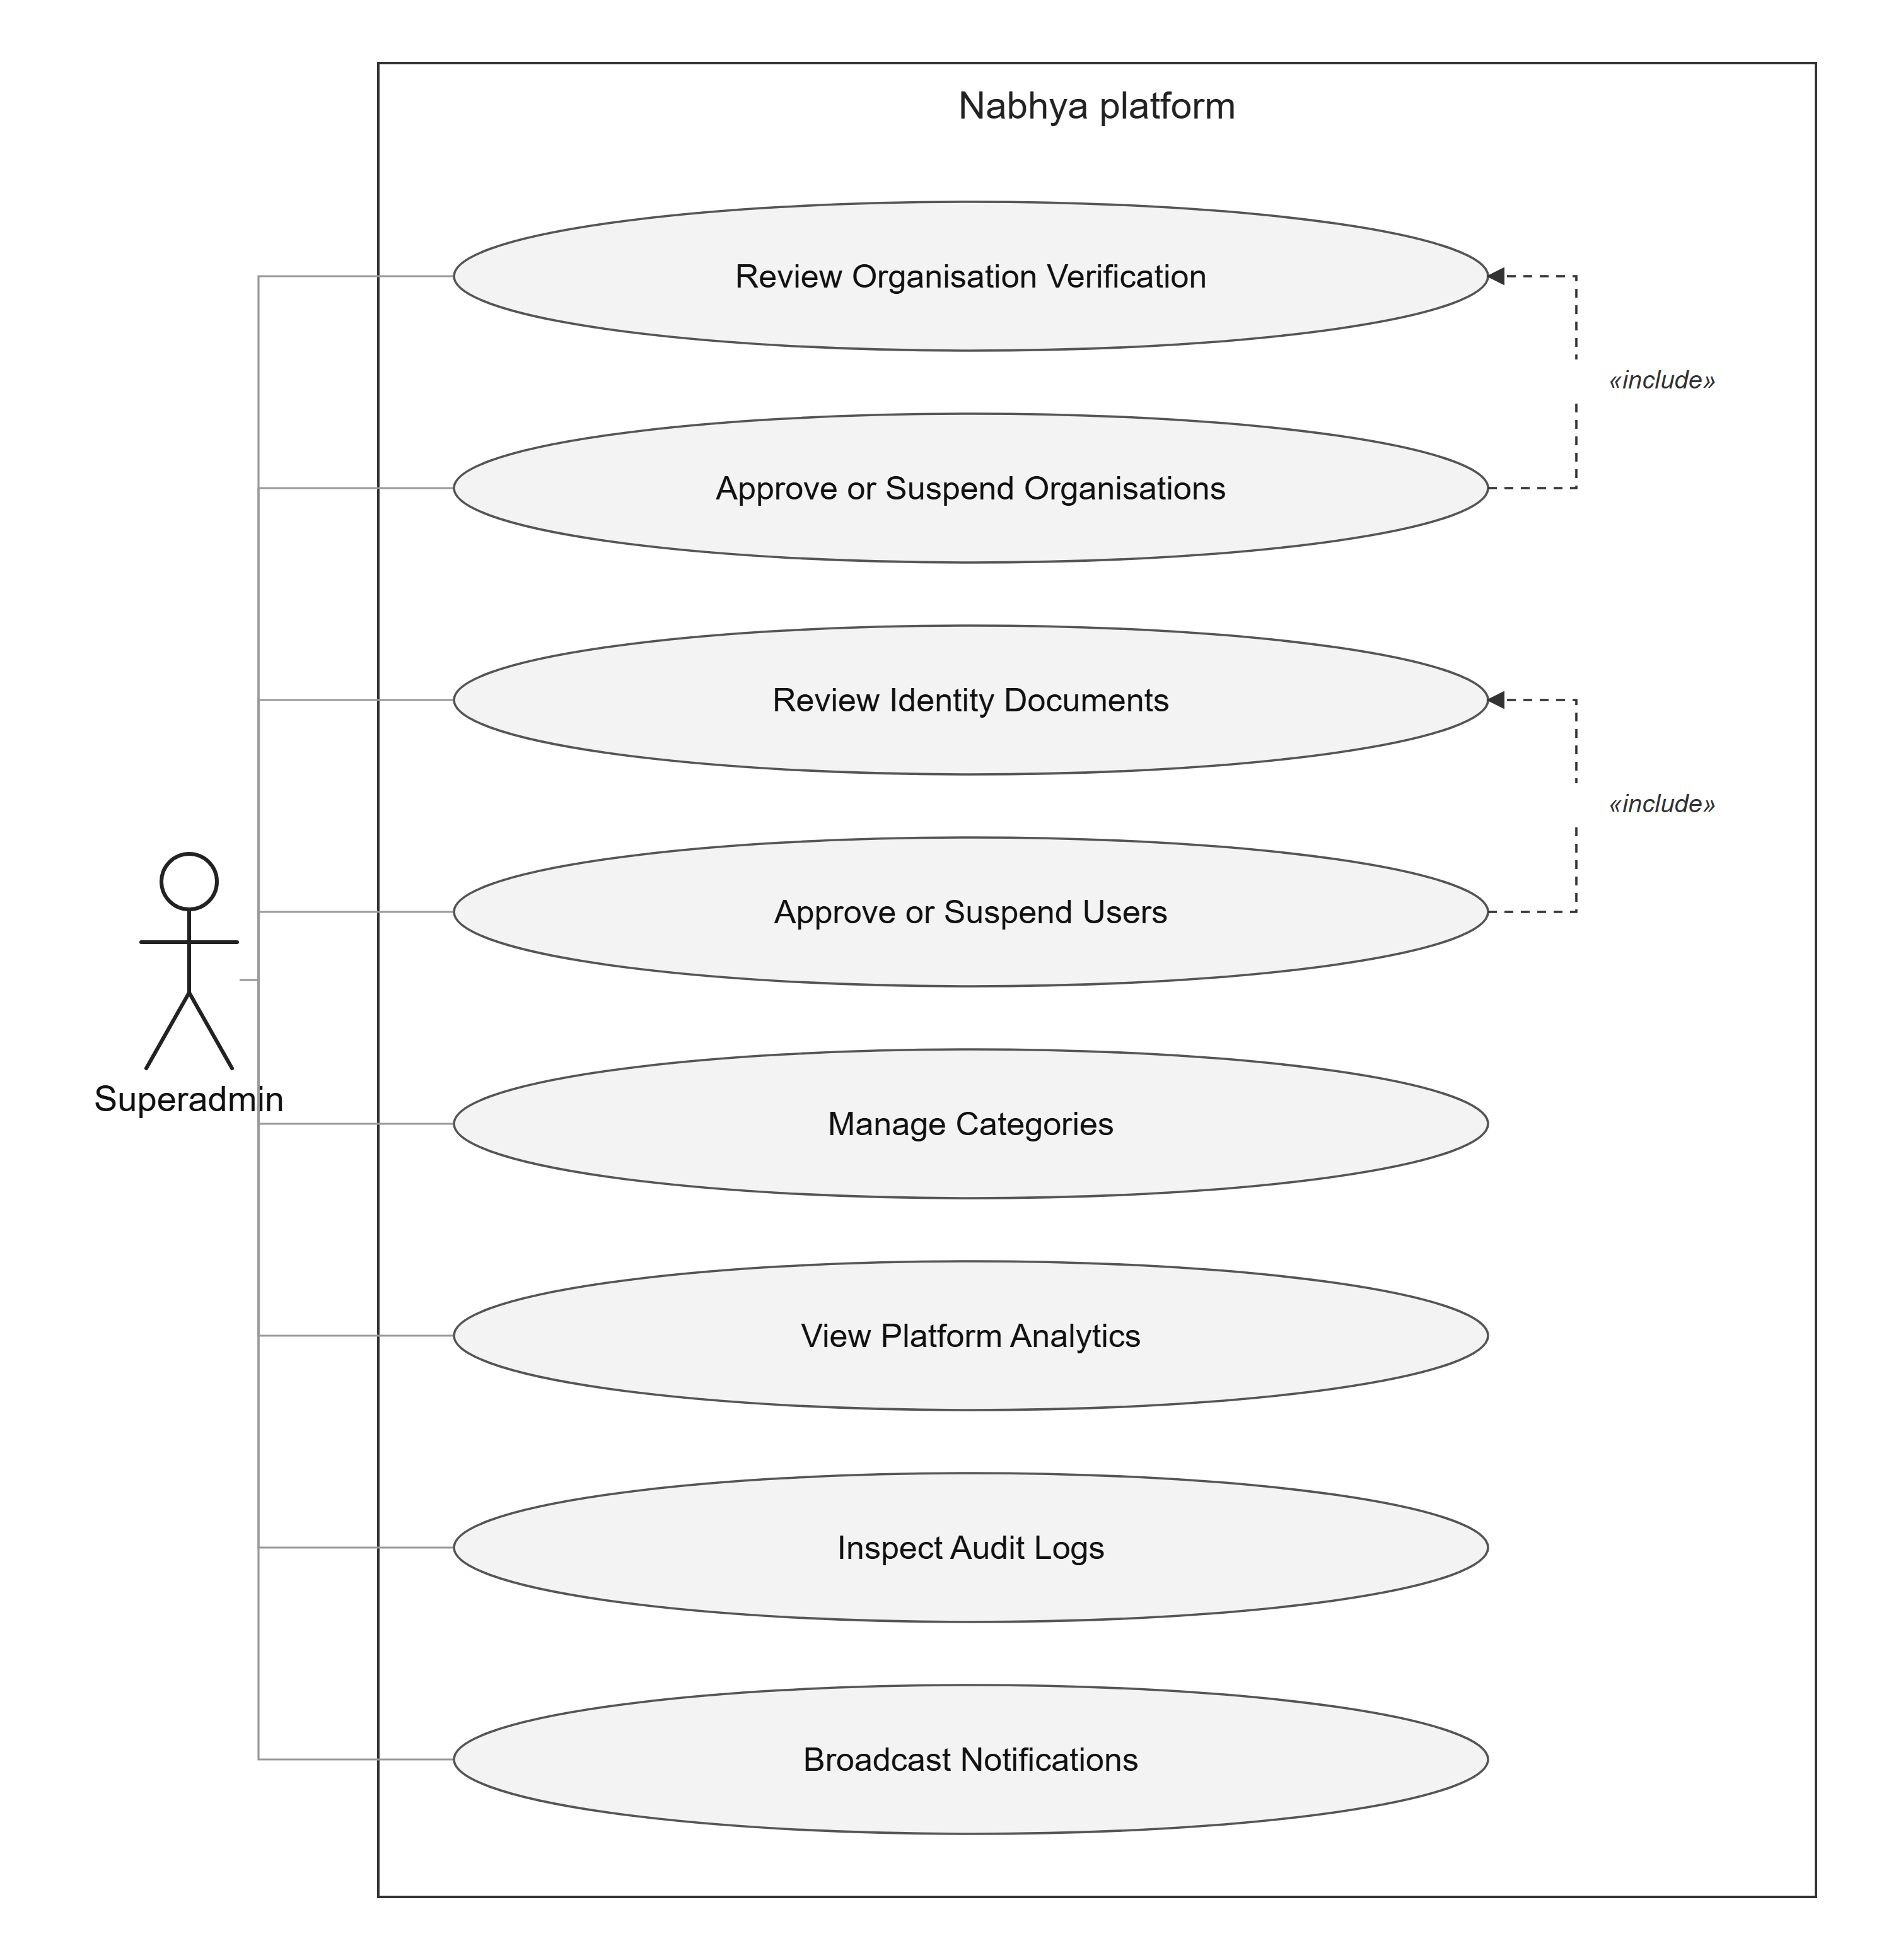 Nabhya platform
Review Organisation Verification
«include»
Approve or Suspend Organisations
Review Identity Documents
«include»
Approve or Suspend Users
Superadmin
Manage Categories
View Platform Analytics
Inspect Audit Logs
Broadcast Notifications